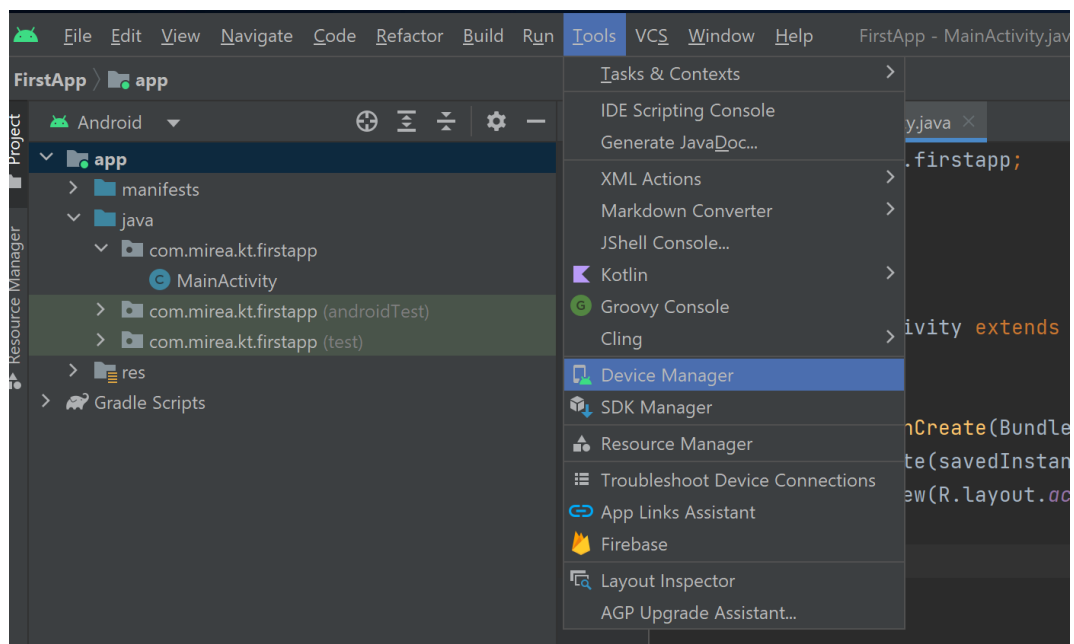 File Edit View Navigate Code Refactor Build Run Tools VCS Window Help FirstApp - MainActivity.jav
FirstApp app
Project
Resource Manager
Android
app
manifests
java
com.mirea.kt.firstapp
C MainActivity
com.mirea.kt.firstapp (androidTest)
com.mirea.kt.firstapp (test)
res
Gradle Scripts
Tasks & Contexts
IDE Scripting Console
Generate JavaDoc...
XML Actions
Markdown Converter
JShell Console...
Kotlin
G Groovy Console
Cling
Device Manager
SDK Manager
Resource Manager
Troubleshoot Device Connections
App Links Assistant
Firebase
Layout Inspector
AGP Upgrade Assistant...
y.java
.firstapp;
ivity extends
nCreate(Bundle
te(savedInstan
ew(R.layout.ac